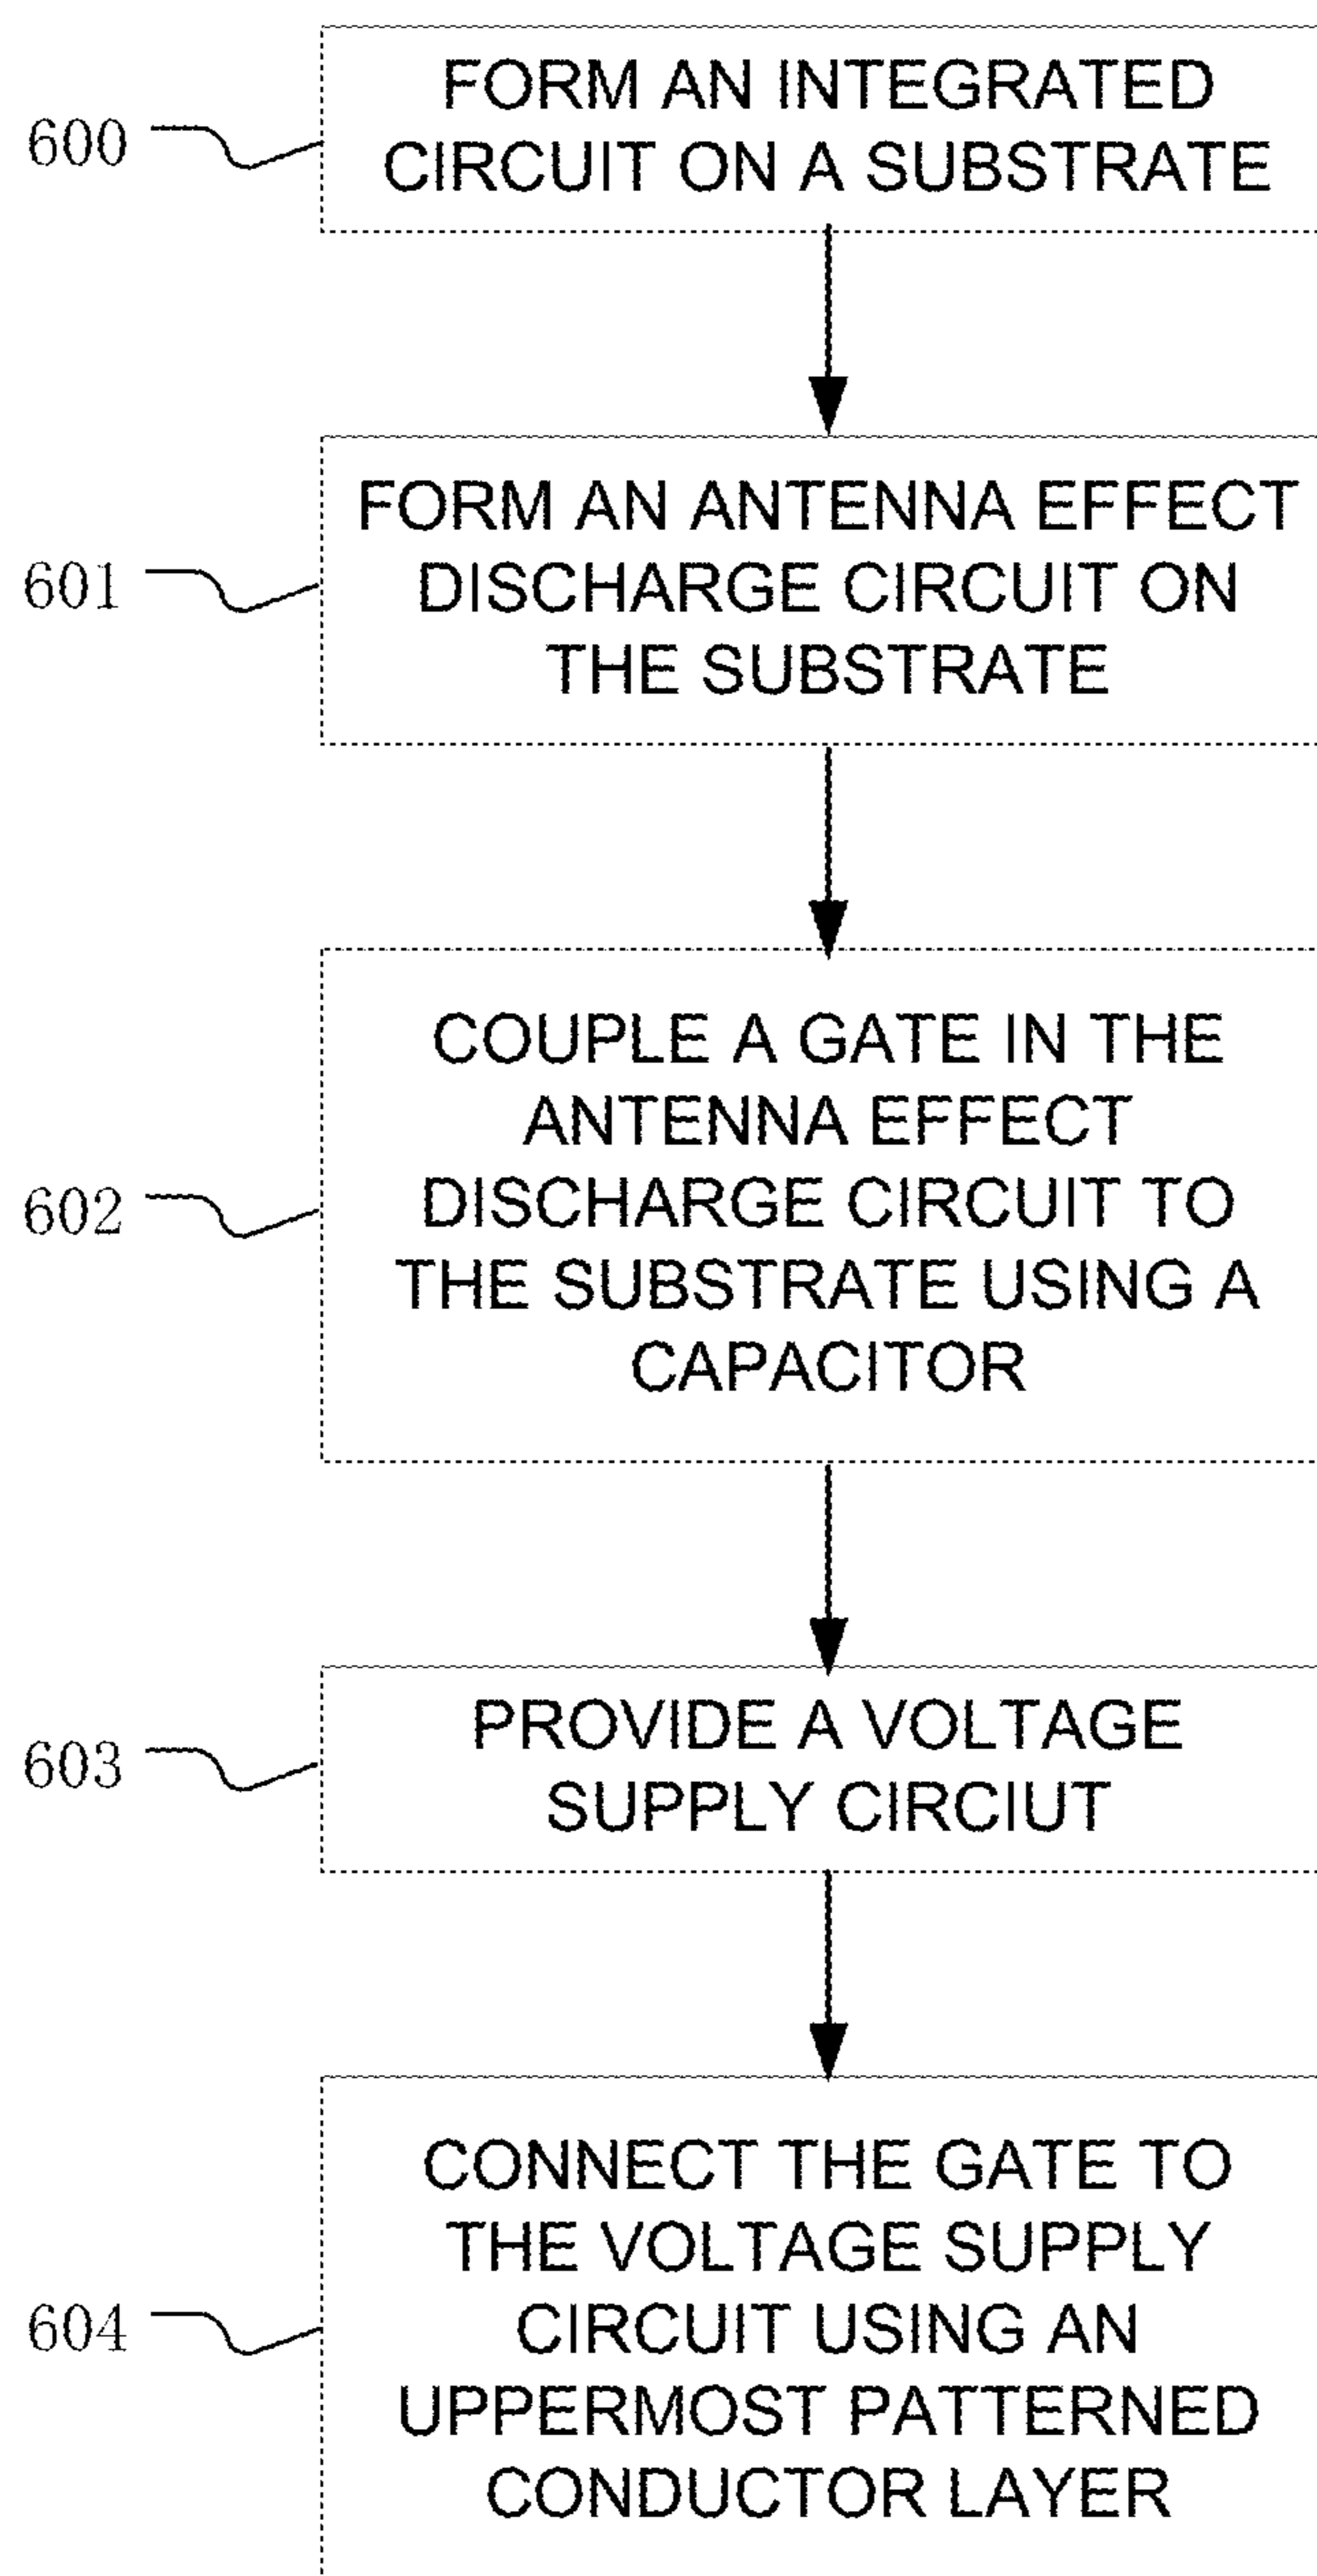 600
FORM AN INTEGRATED
CIRCUIT ON A SUBSTRATE
601
FORM AN ANTENNA EFFECT
DISCHARGE CIRCUIT ON
THE SUBSTRATE
602
COUPLE A GATE IN THE
ANTENNA EFFECT
DISCHARGE CIRCUIT TO
THE SUBSTRATE USING A
CAPACITOR
603
PROVIDE A VOLTAGE
SUPPLY CIRCIUT
604
CONNECT THE GATE TO
THE VOLTAGE SUPPLY
CIRCUIT USING AN
UPPERMOST PATTERNED
CONDUCTOR LAYER